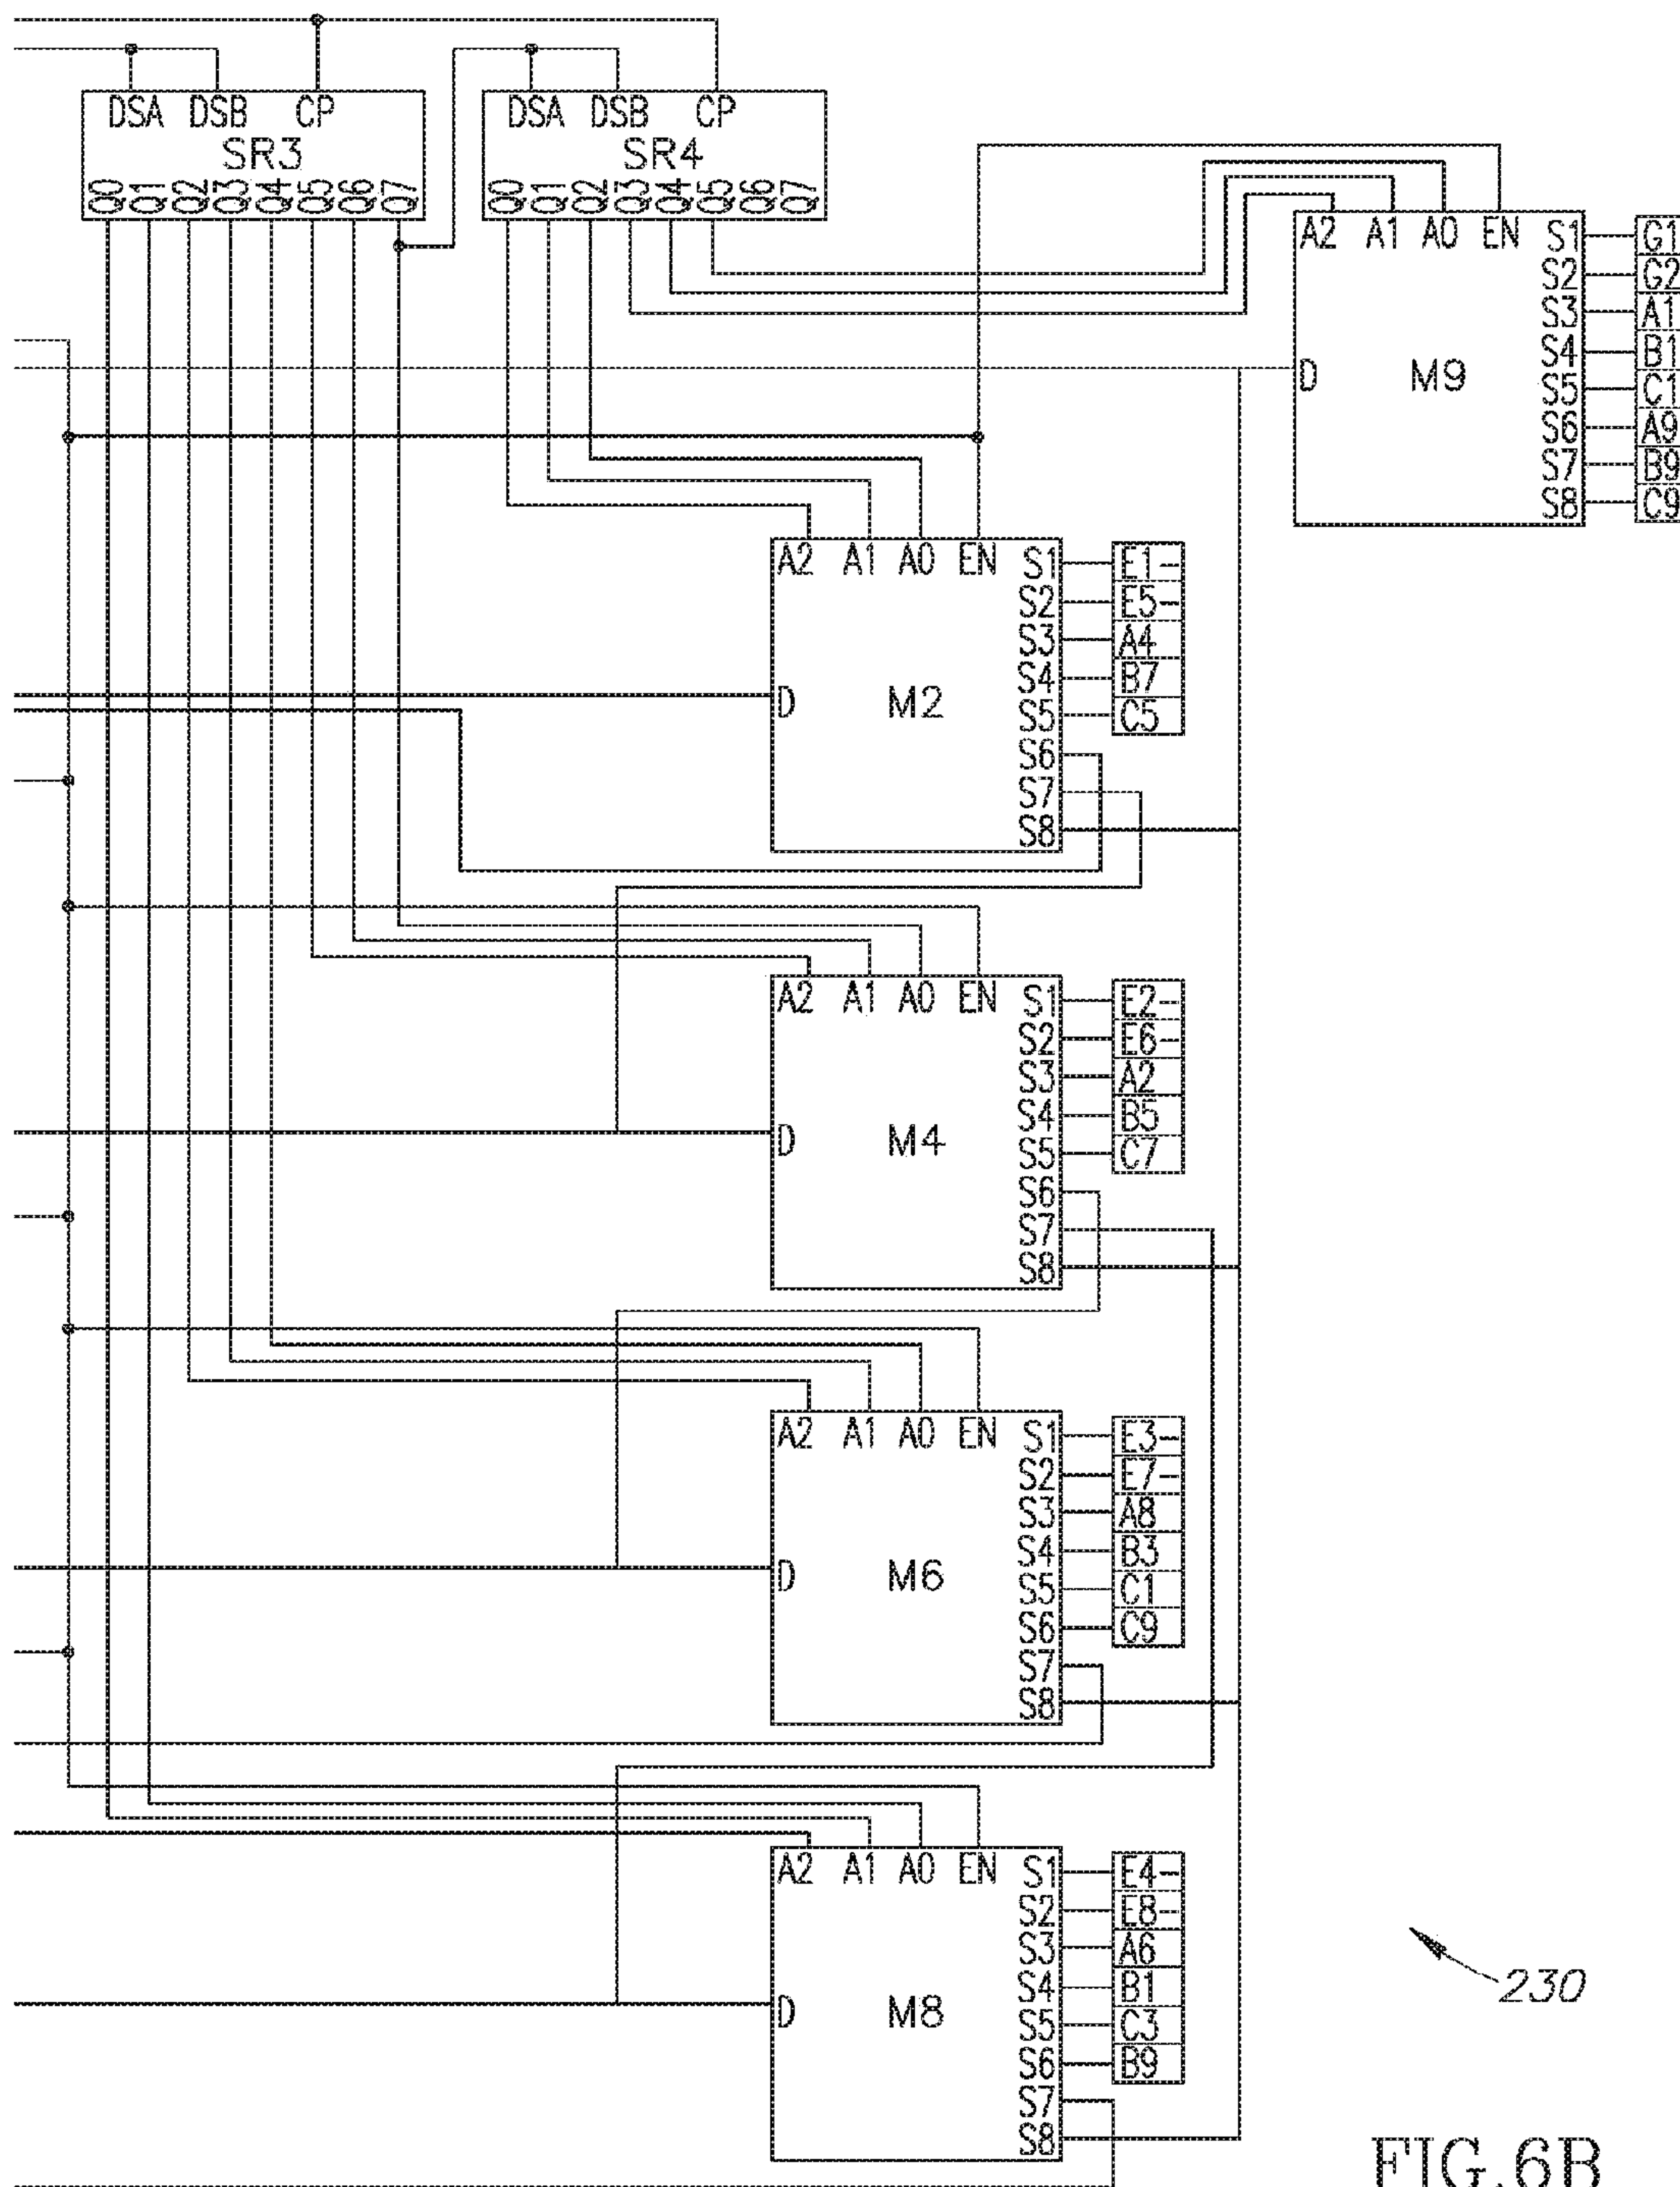 DSA DSB CP
SR3
Q0 Q1 Q2 Q3 Q4 Q5 Q6 Q7
DSA DSB CP
SR4
Q0 Q1 Q2 Q3 Q4 Q5 Q6 Q7
A2 A1 A0 EN
D M9
S1 G1
S2 G2
S3 A1
S4 B1
S5 C1
S6 A9
S7 B9
S8 C9
A2 A1 A0 EN
D M2
S1 E1-
S2 E5-
S3 A4
S4 B7
S5 C5
S6
S7
S8
A2 A1 A0 EN
D M4
S1 E2-
S2 E6-
S3 A2
S4 B5
S5 C7
S6
S7
S8
A2 A1 A0 EN
D M6
S1 E3-
S2 E7-
S3 A8
S4 B3
S5 C1
S6 C9
S7
S8
A2 A1 A0 EN
D M8
S1 E4-
S2 E8-
S3 A6
S4 B1
S5 C3
S6 B9
S7
S8
230
FIG.6B